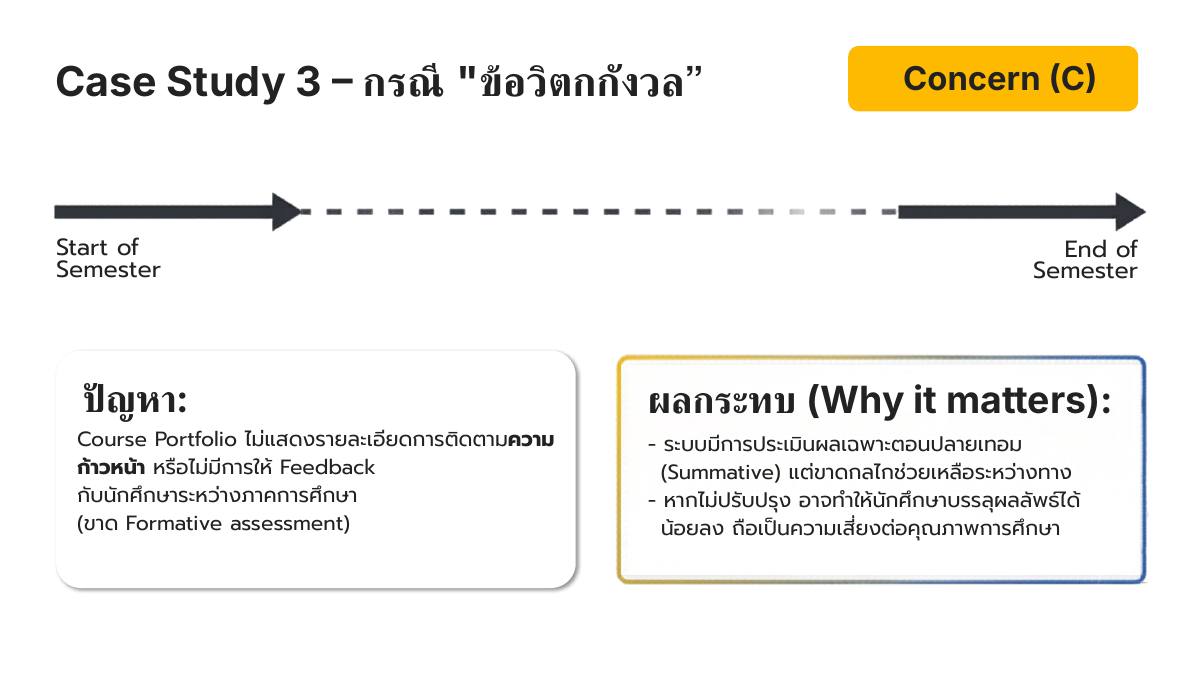 Case Study 3 – กรณี "ข้อวิตกกังวล”
Concern (C)
Start of
Semester
End of
Semester
ปัญหา:
Course Portfolio ไม่แสดงรายละเอียดการติดตามความ
ก้าวหน้า หรือไม่มีการให้ Feedback
กับนักศึกษาระหว่างภาคการศึกษา
(ขาด Formative assessment)
ผลกระทบ (Why it matters):
- ระบบมีการประเมินผลเฉพาะตอนปลายเทอม
(Summative) แต่ขาดกลไกช่วยเหลือระหว่างทาง
- หากไม่ปรับปรุง อาจทำให้นักศึกษาบรรลุผลลัพธ์ได้
น้อยลง ถือเป็นความเสี่ยงต่อคุณภาพการศึกษา